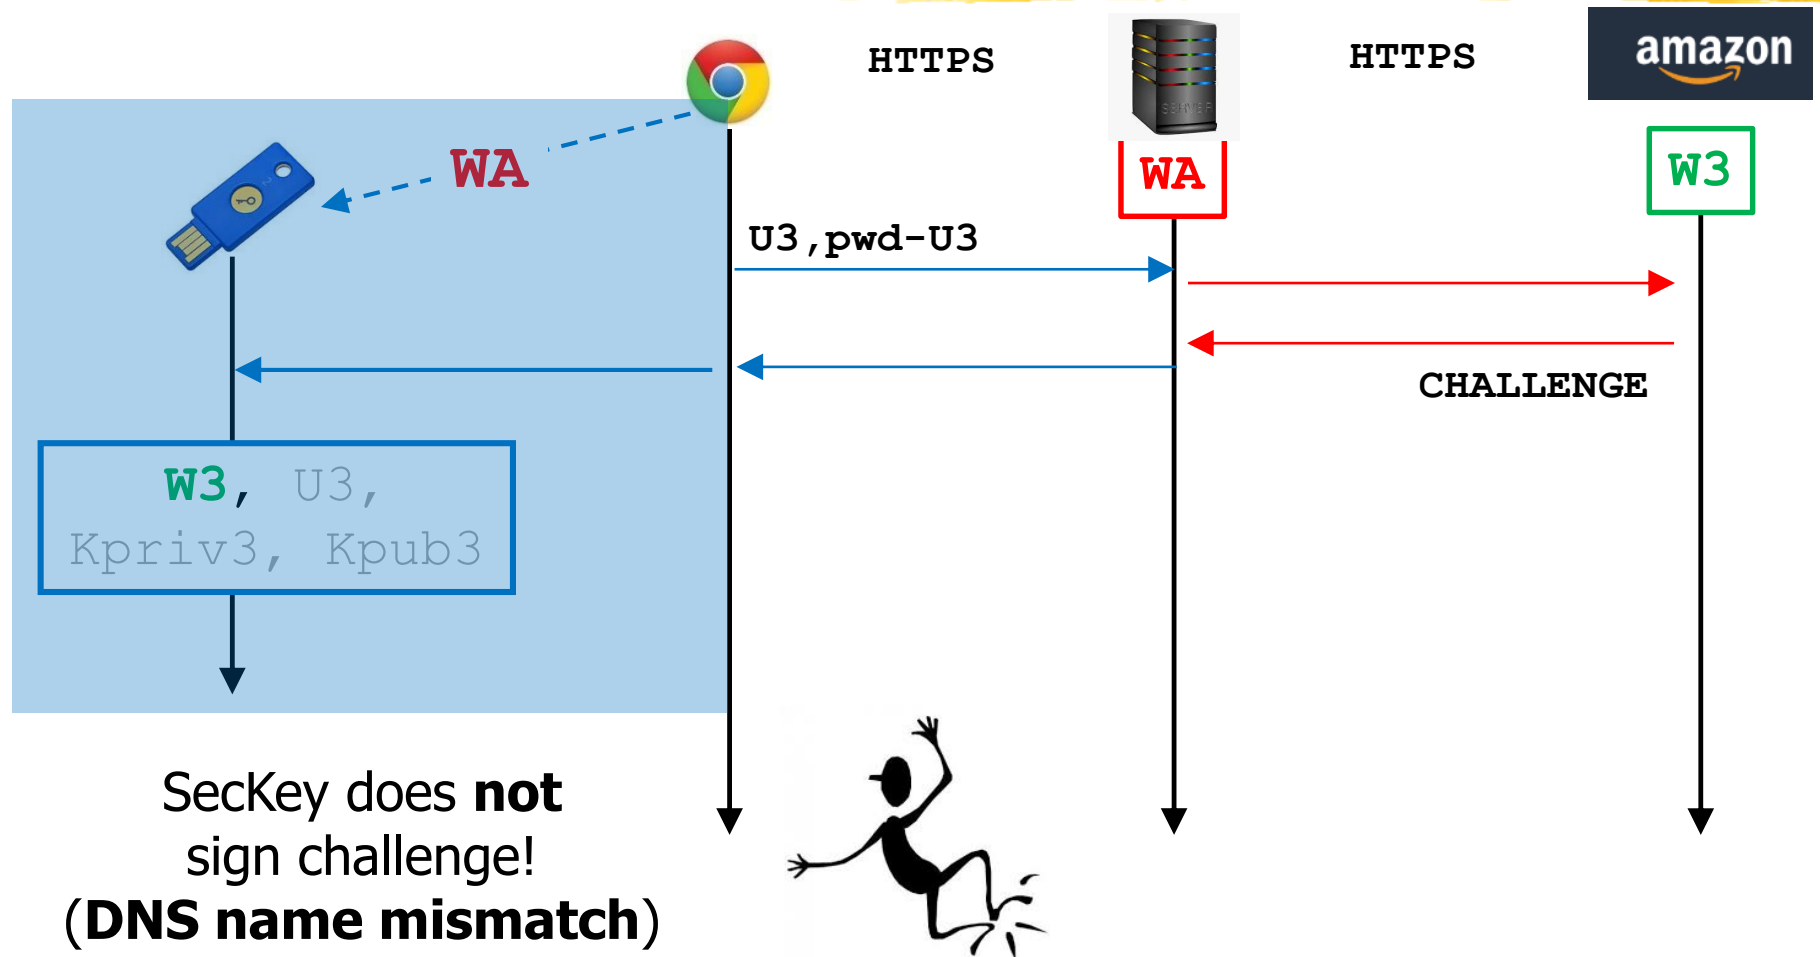 HTTPS
HTTPS
amazon
SERVER
WA
WA
W3
U3,pwd-U3
CHALLENGE
W3, U3,
Kpriv3, Kpub3
SecKey does not
sign challenge!
(DNS name mismatch)